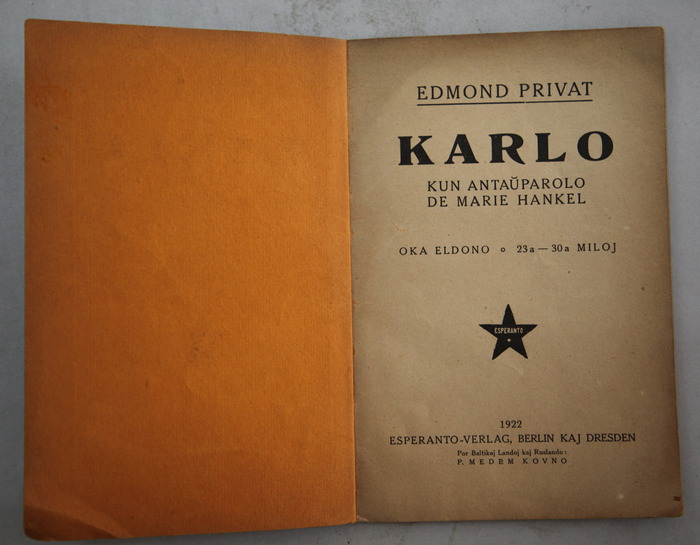 EDMOND PRIVAT
KARLO
KUN ANTAŬPAROLO
DE MARIE HANKEL
OKA ELDONO o 23a — 30a MILOJ
ESPERANTO
1922
ESPERANTO-VERLAG, BERLIN KAJ DRESDEN
Por Baltikaj Landoj kaj Ruslando:
P. MEDEM KOVNO